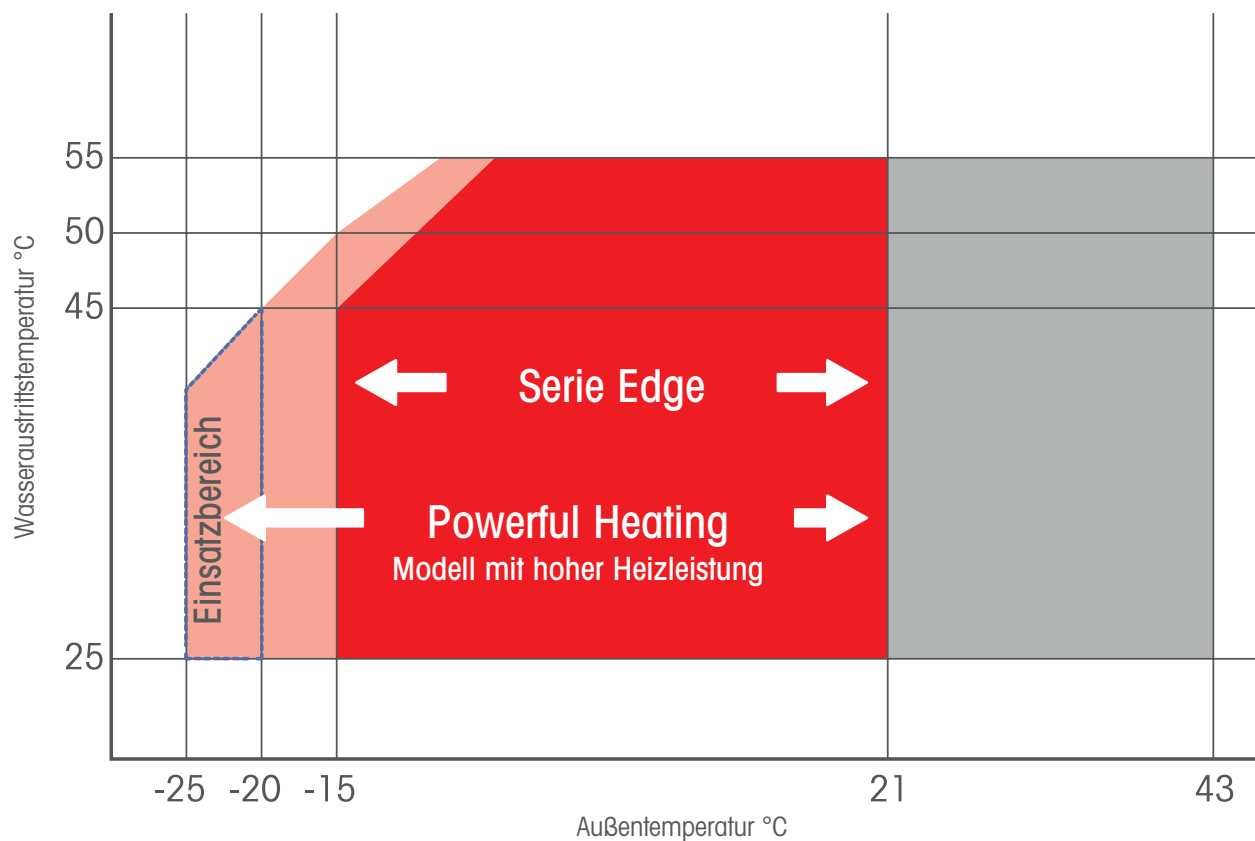 Wasseraustrittstemperatur °C
55
50
45
25
Serie Edge
Powerful Heating
Modell mit hoher Heizleistung
Einsatzbereich
-25 -20 -15 21 43
Außentemperatur °C